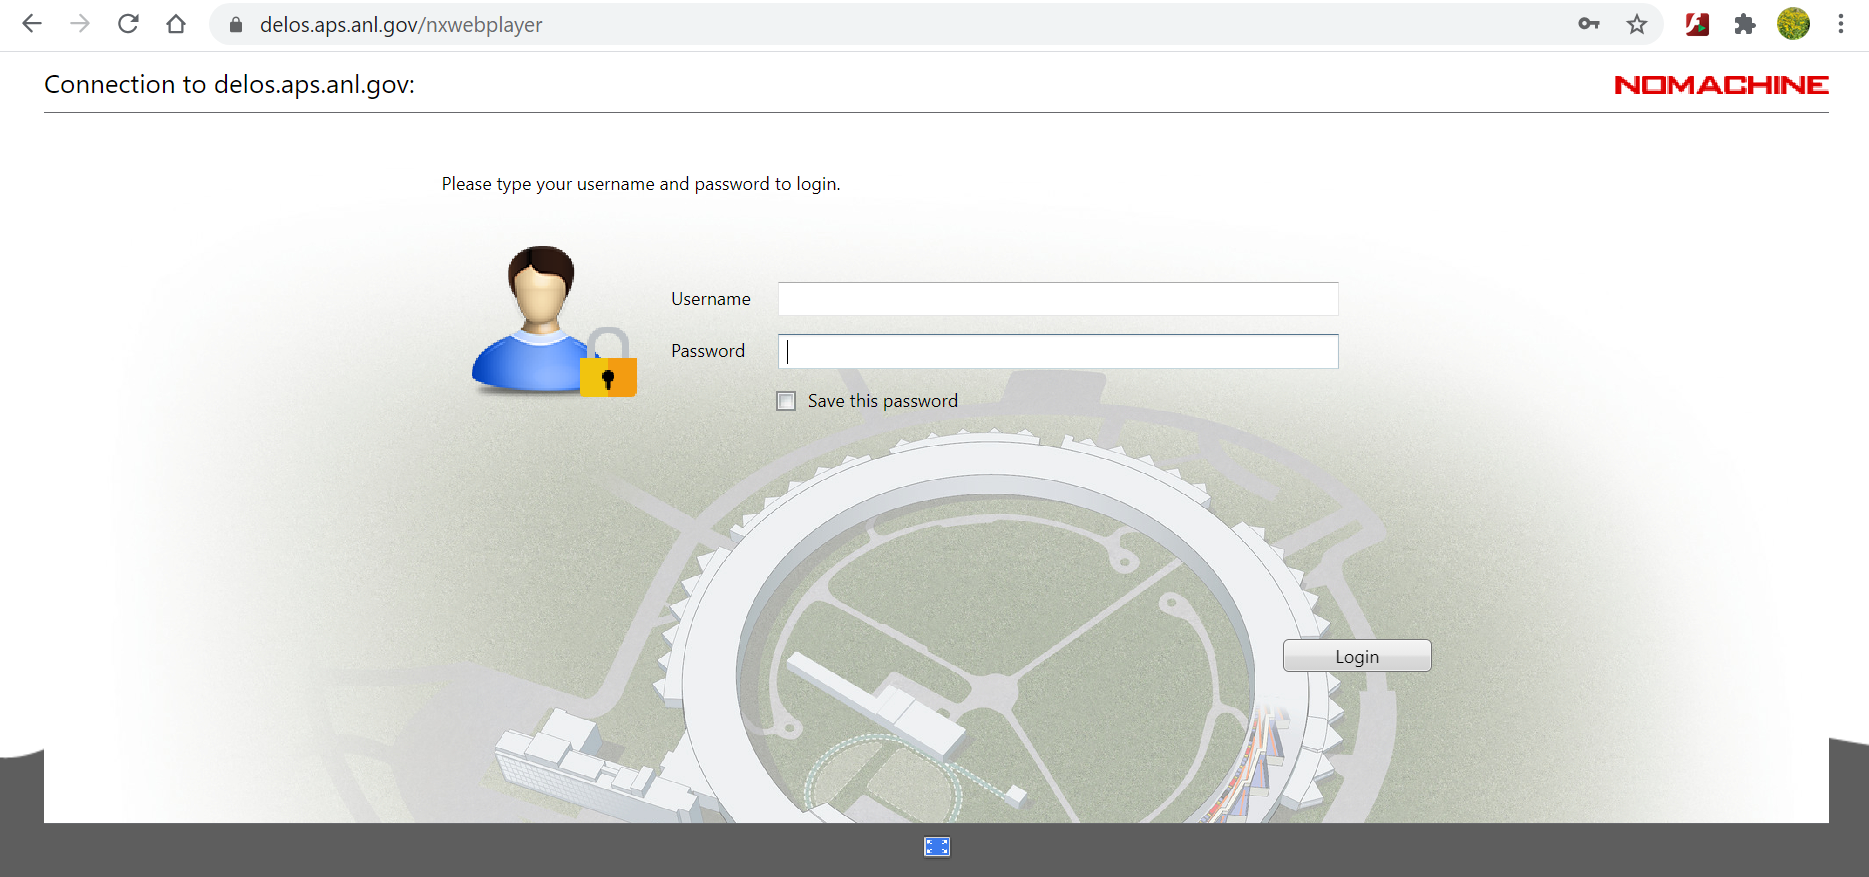 delos.aps.anl.gov/nxwebplayer
Connection to delos.aps.anl.gov:
NOMACHINE
Please type your username and password to login.
Username
Password
Save this password
Login